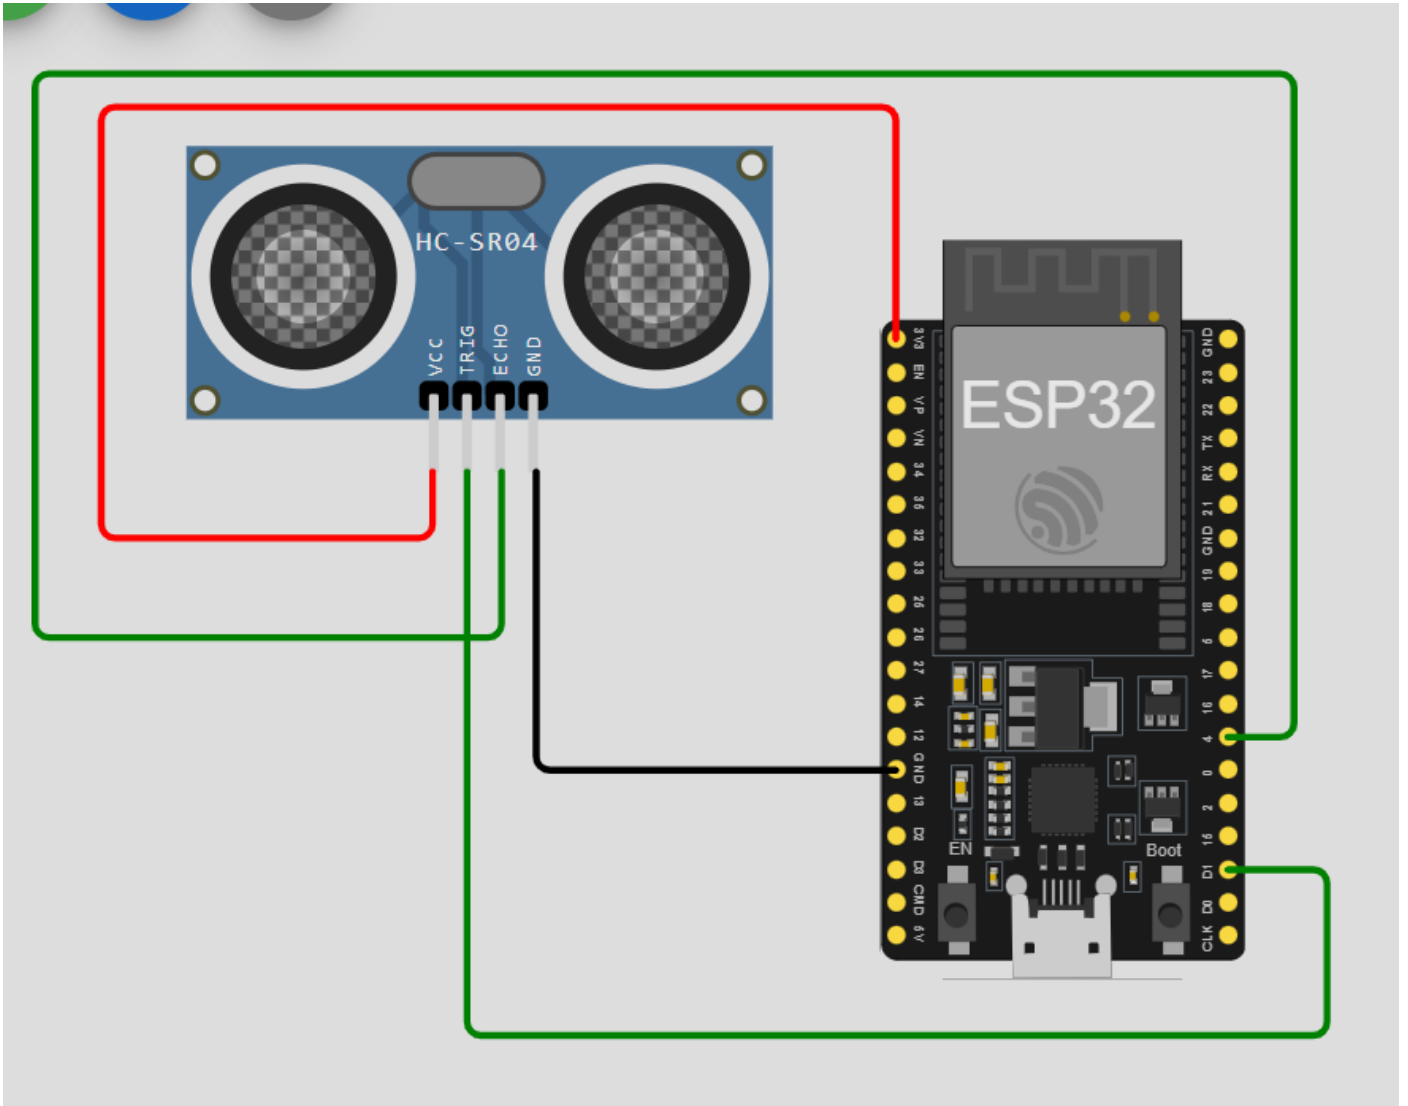 HC-SR04
VCC
TRIG
ECHO
GND
ESP32
3V3
EN
VP
VN
34
35
32
33
25
26
27
14
12
GND
13
D2
D3
CMD
5V
GND
23
22
TX
RX
21
GND
19
18
5
17
16
4
0
2
15
D1
D0
CLK
EN
Boot